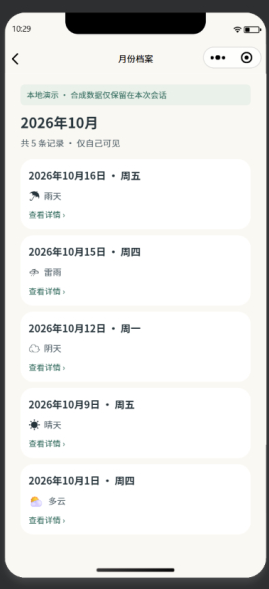 10:29
月份档案
本地演示 · 合成数据仅保留在本次会话
2026年10月
共 5 条记录 · 仅自己可见
2026年10月16日 · 周五
雨天
查看详情 ›
2026年10月15日 · 周四
雷雨
查看详情 ›
2026年10月12日 · 周一
阴天
查看详情 ›
2026年10月9日 · 周五
晴天
查看详情 ›
2026年10月1日 · 周四
多云
查看详情 ›